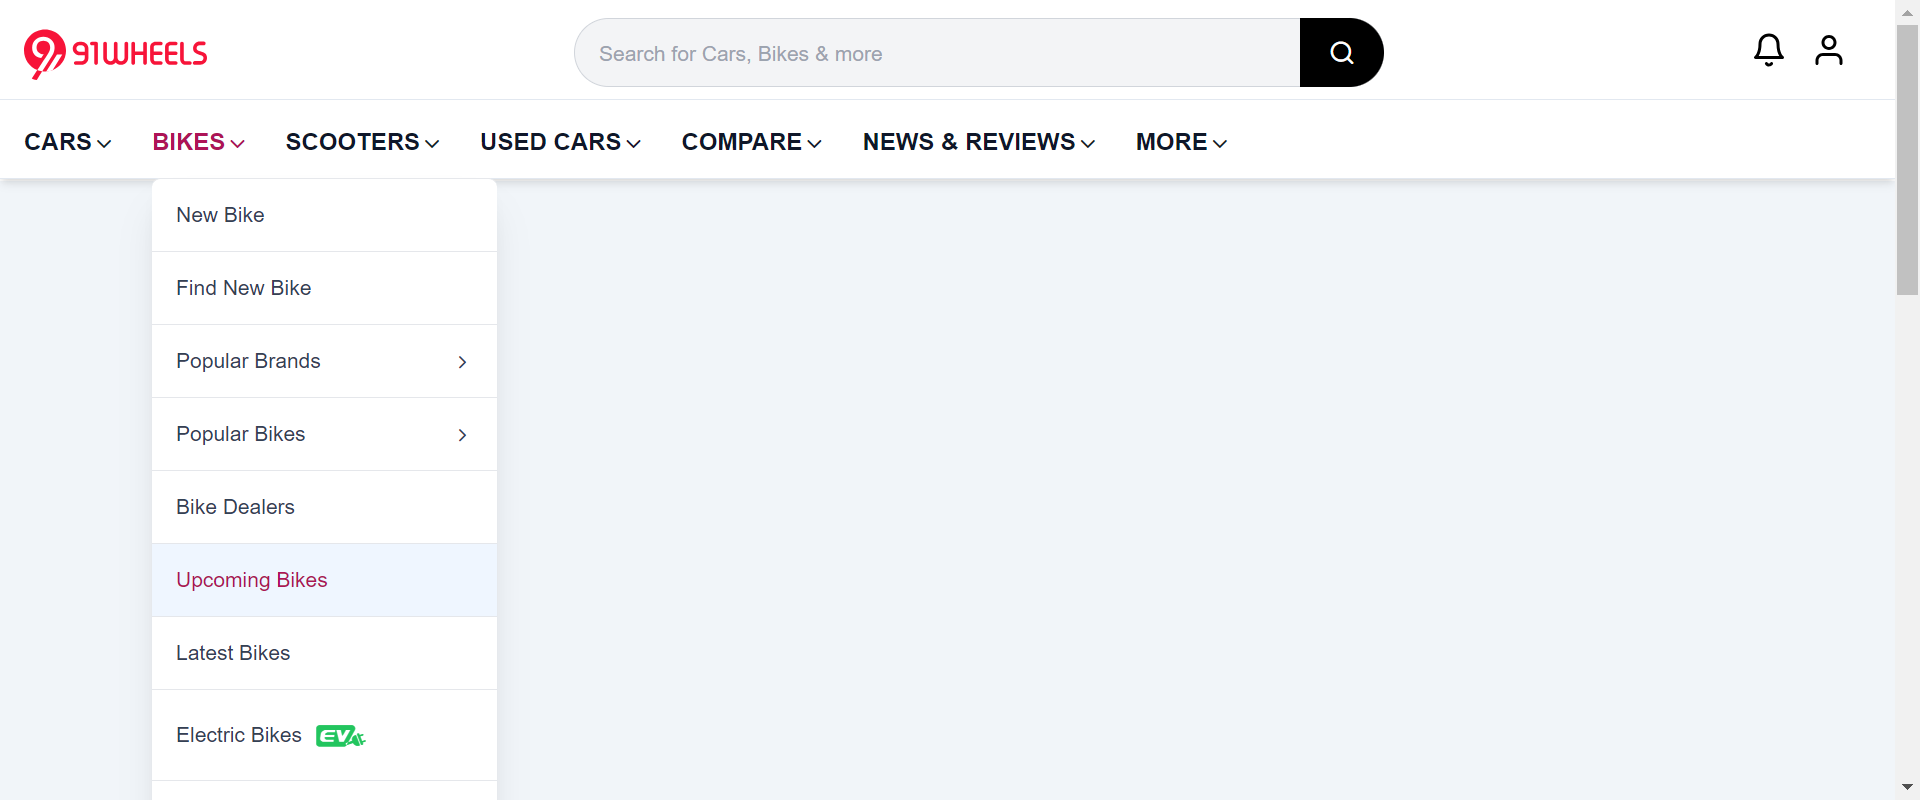 91WHEELS
Search for Cars, Bikes & more
CARS BIKES SCOOTERS USED CARS COMPARE NEWS & REVIEWS MORE
New Bike
Find New Bike
Popular Brands
Popular Bikes
Bike Dealers
Upcoming Bikes
Latest Bikes
Electric Bikes EV